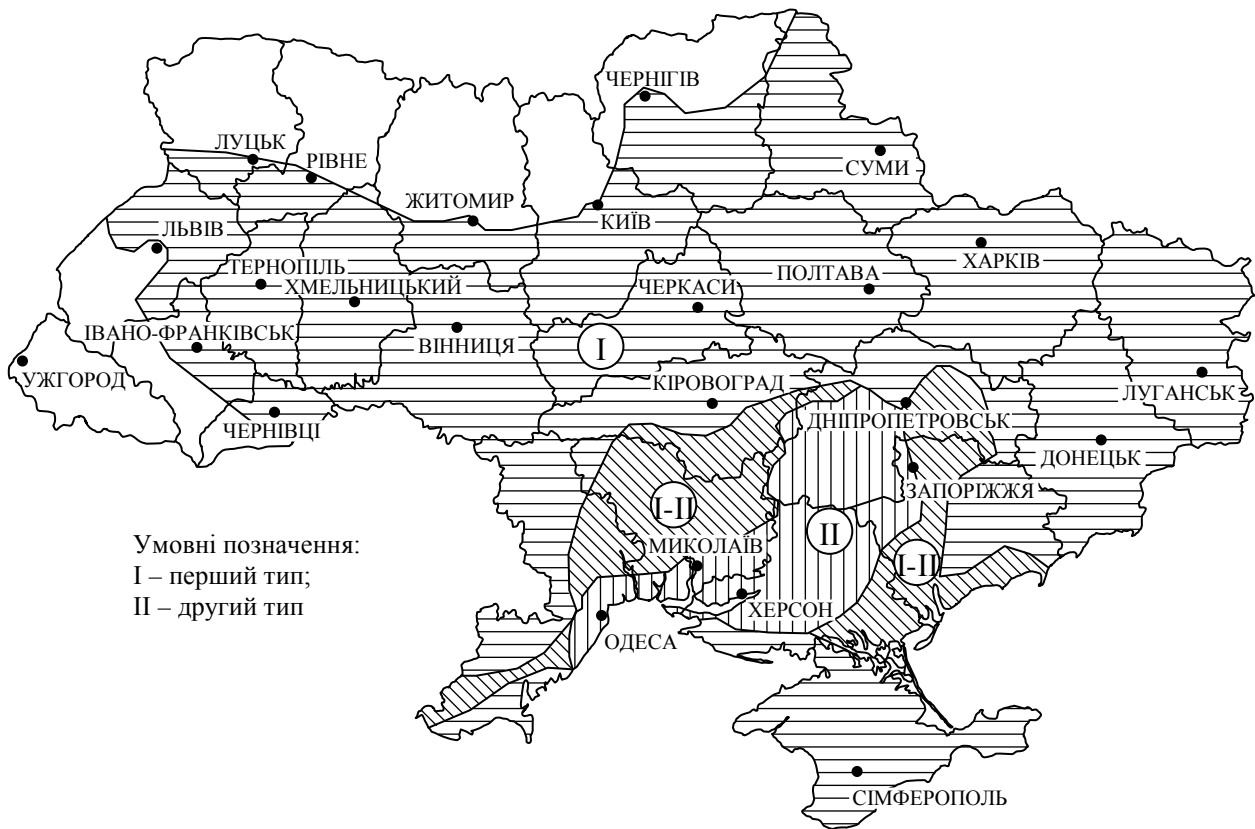 ЧЕРНІГІВ
ЛУЦЬК
РІВНЕ
СУМИ
ЖИТОМИР
КИЇВ
ЛЬВІВ
ХАРКІВ
ТЕРНОПІЛЬ
ПОЛТАВА
ХМЕЛЬНИЦЬКИЙ
ЧЕРКАСИ
ІВАНО-ФРАНКІВСЬК
ВІННИЦЯ
I
УЖГОРОД
КІРОВОГРАД
ЛУГАНСЬК
ЧЕРНІВЦІ
ДНІПРОПЕТРОВСЬК
ДОНЕЦЬК
ЗАПОРІЖЖЯ
I-II
II
Умовні позначення:
МИКОЛАЇВ
I-II
I – перший тип;
II – другий тип
ХЕРСОН
ОДЕСА
СІМФЕРОПОЛЬ